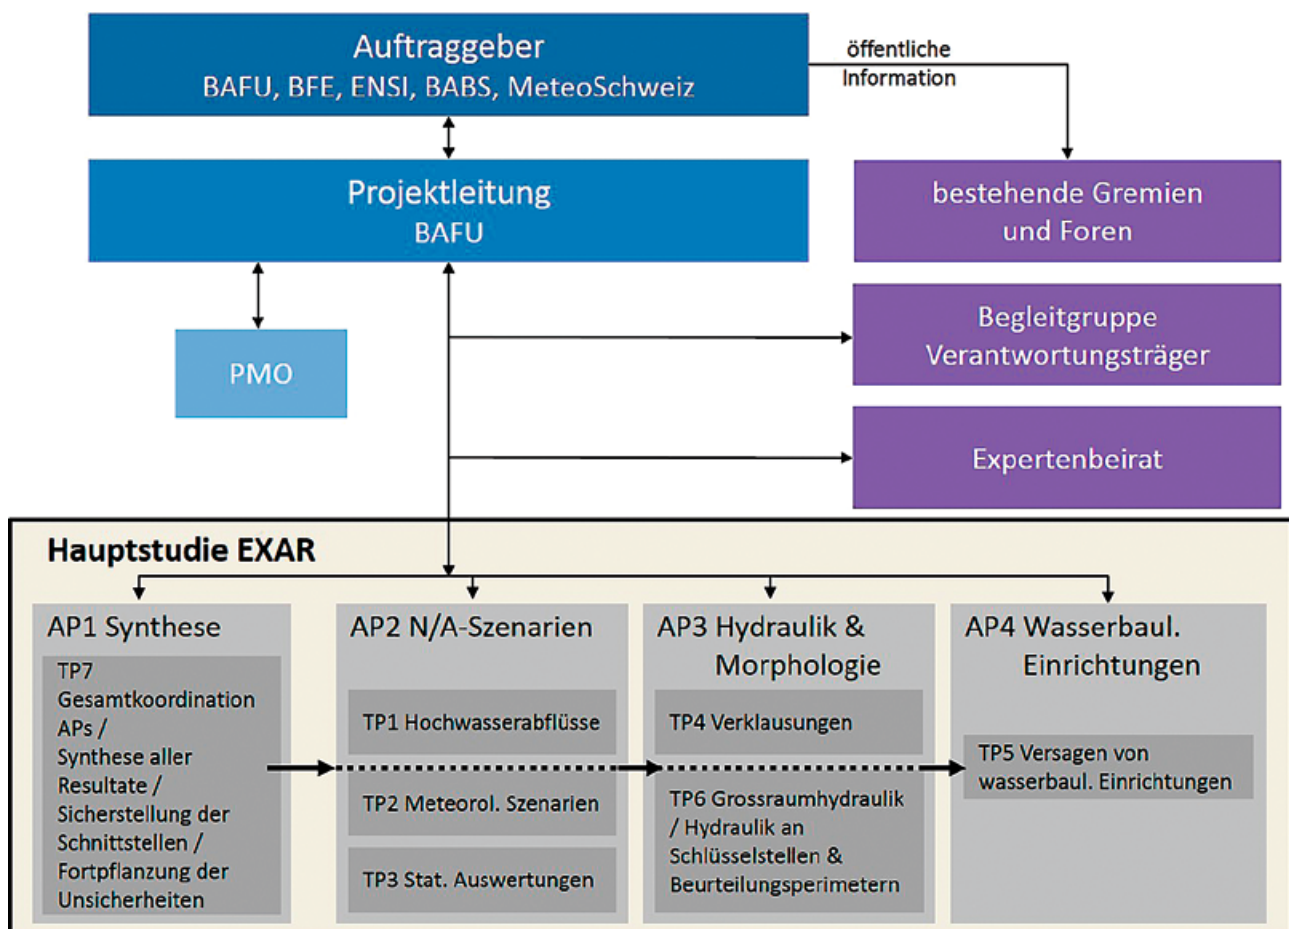 Auftraggeber
BAFU, BFE, ENSI, BABS, MeteoSchweiz
öffentliche
Information
Projektleitung
BAFU
bestehende Gremien
und Foren
PMO
Begleitgruppe
Verantwortungsträger
Expertenbeirat
Hauptstudie EXAR
AP1 Synthese
TP7
Gesamtkoordination
APs /
Synthese aller
Resultate /
Sicherstellung der
Schnittstellen /
Fortpflanzung der
Unsicherheiten
AP2 N/A-Szenarien
TP1 Hochwasserabflüsse
TP2 Meteorol. Szenarien
TP3 Stat. Auswertungen
AP3 Hydraulik &
Morphologie
TP4 Verklausungen
TP6 Grossraumhydraulik
/ Hydraulik an
Schlüsselstellen &
Beurteilungsperimetern
AP4 Wasserbaul.
Einrichtungen
TP5 Versagen von
wasserbaul. Einrichtungen